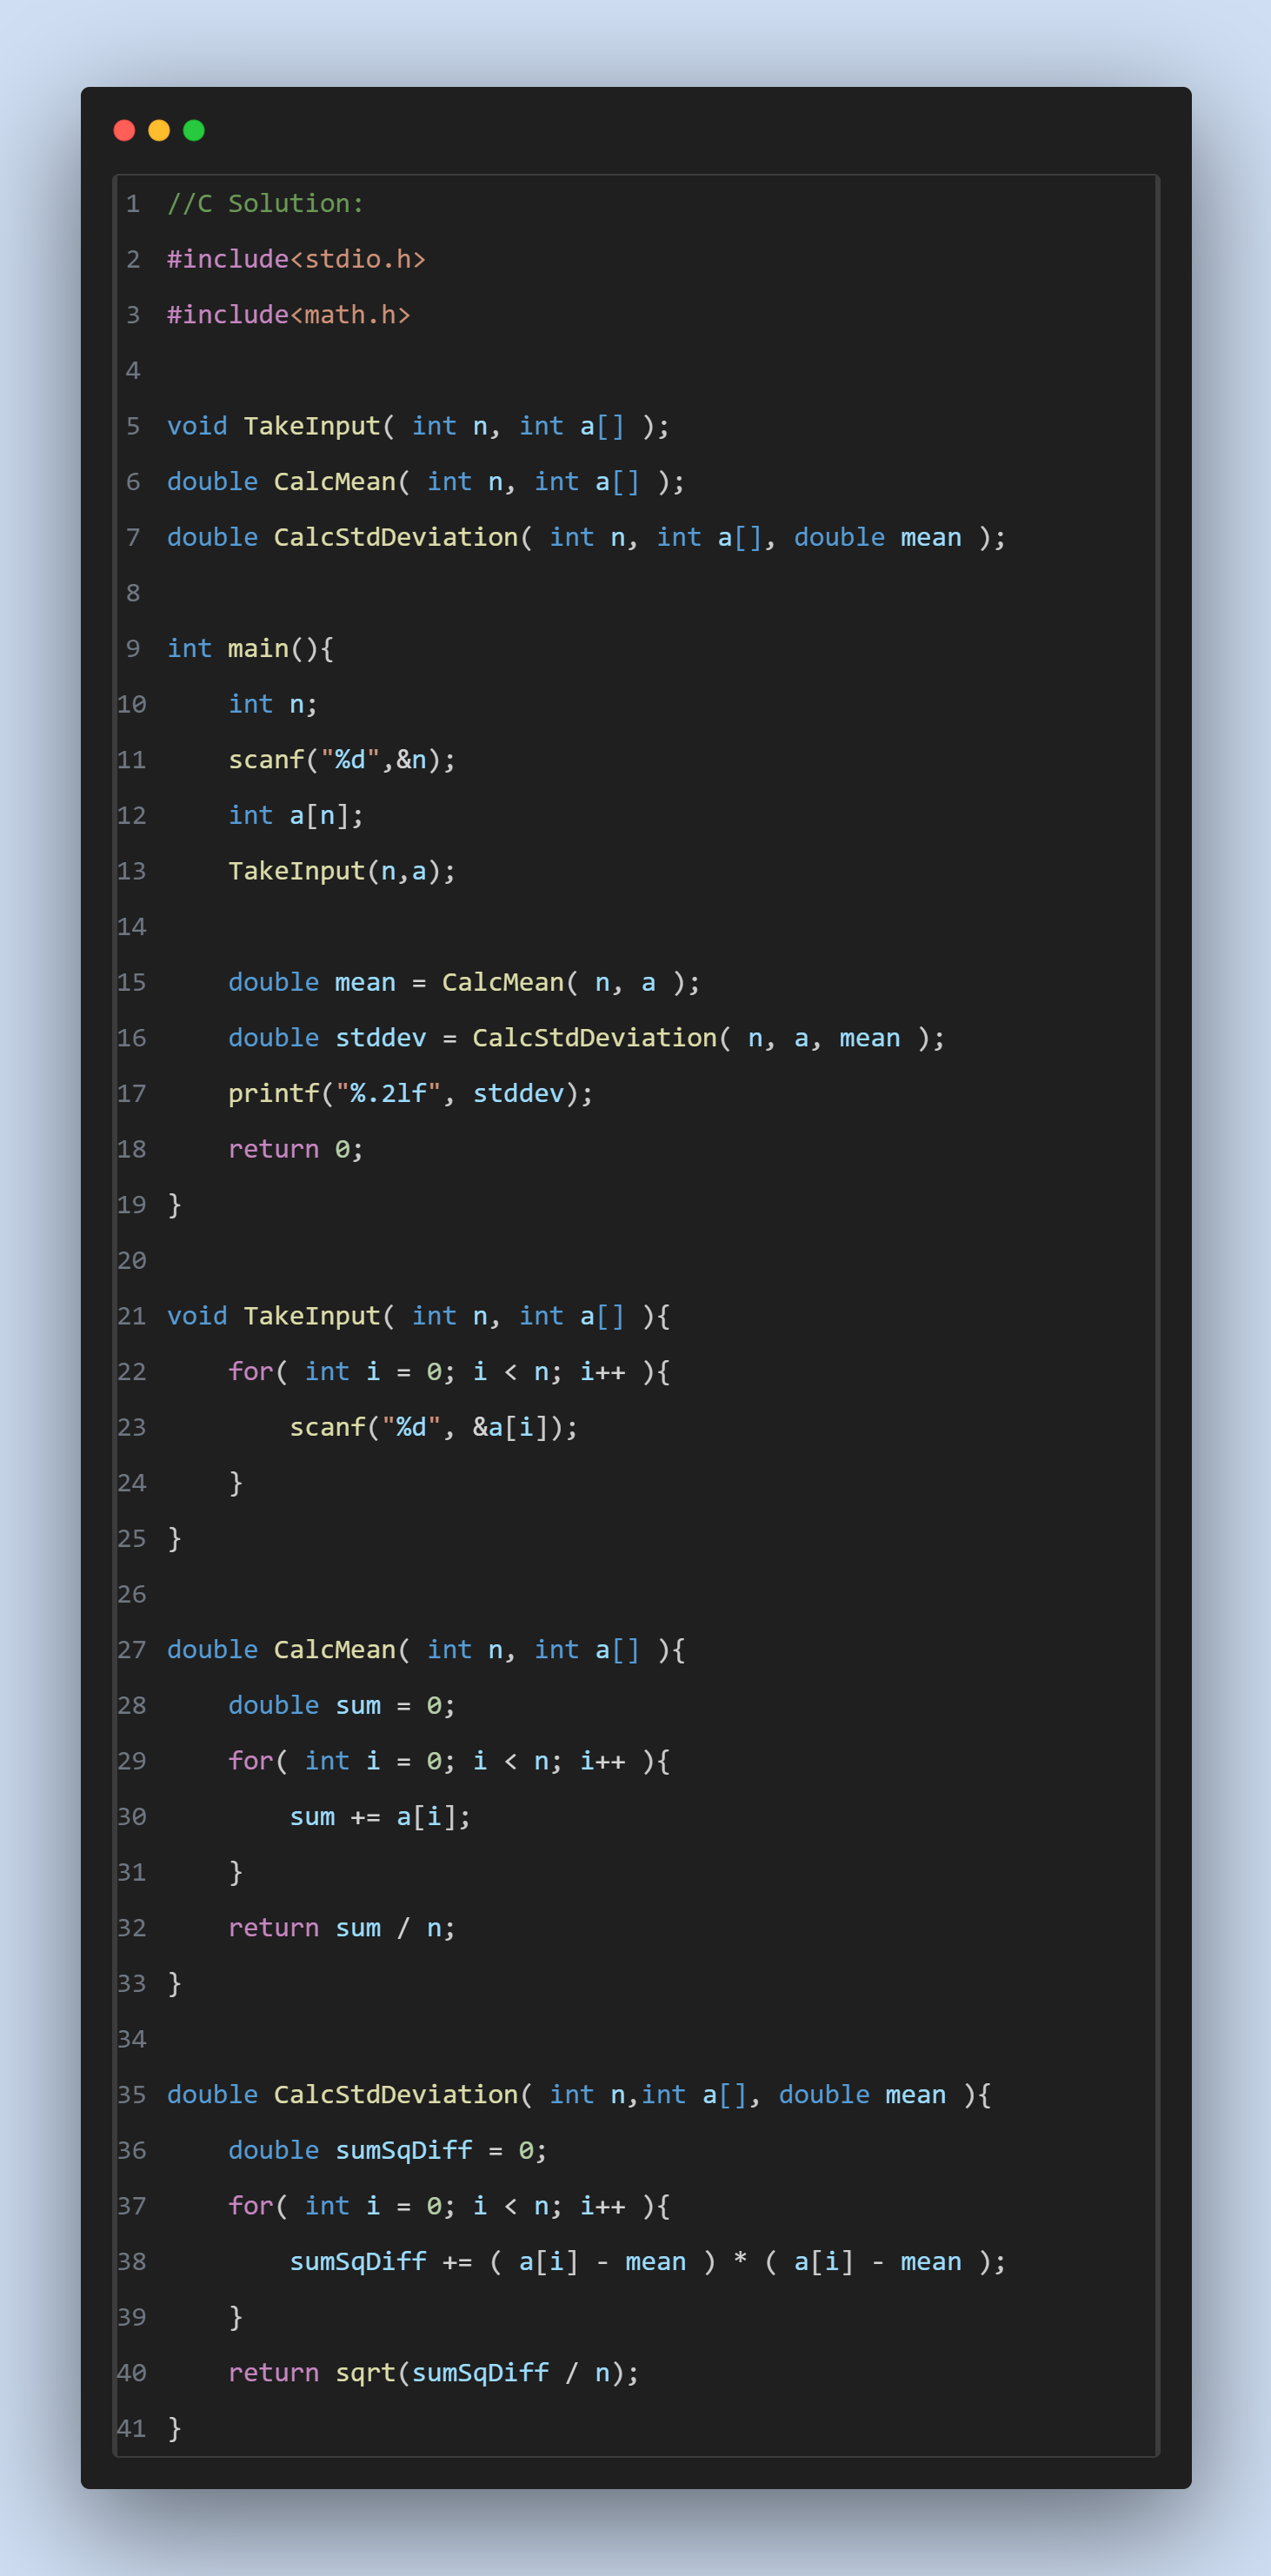 1 //C Solution:
2 #include<stdio.h>
3 #include<math.h>
4
5 void TakeInput( int n, int a[] );
6 double CalcMean( int n, int a[] );
7 double CalcStdDeviation( int n, int a[], double mean );
8
9 int main(){
10     int n;
11     scanf("%d",&n);
12     int a[n];
13     TakeInput(n,a);
14
15     double mean = CalcMean( n, a );
16     double stddev = CalcStdDeviation( n, a, mean );
17     printf("%.2lf", stddev);
18     return 0;
19 }
20
21 void TakeInput( int n, int a[] ){
22     for( int i = 0; i < n; i++ ){
23         scanf("%d", &a[i]);
24     }
25 }
26
27 double CalcMean( int n, int a[] ){
28     double sum = 0;
29     for( int i = 0; i < n; i++ ){
30         sum += a[i];
31     }
32     return sum / n;
33 }
34
35 double CalcStdDeviation( int n,int a[], double mean ){
36     double sumSqDiff = 0;
37     for( int i = 0; i < n; i++ ){
38         sumSqDiff += ( a[i] - mean ) * ( a[i] - mean );
39     }
40     return sqrt(sumSqDiff / n);
41 }